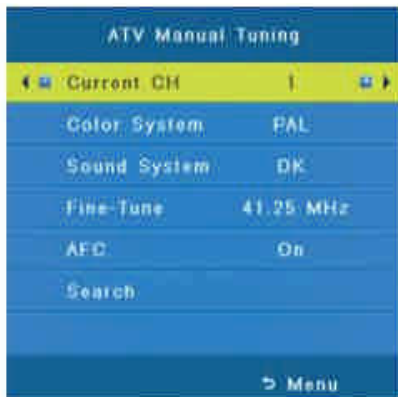 ATV Manual Tuning
Current CH 1
Color System PAL
Sound System DK
Fine-Tune 41.25 MHz
AFC On
Search
Menu